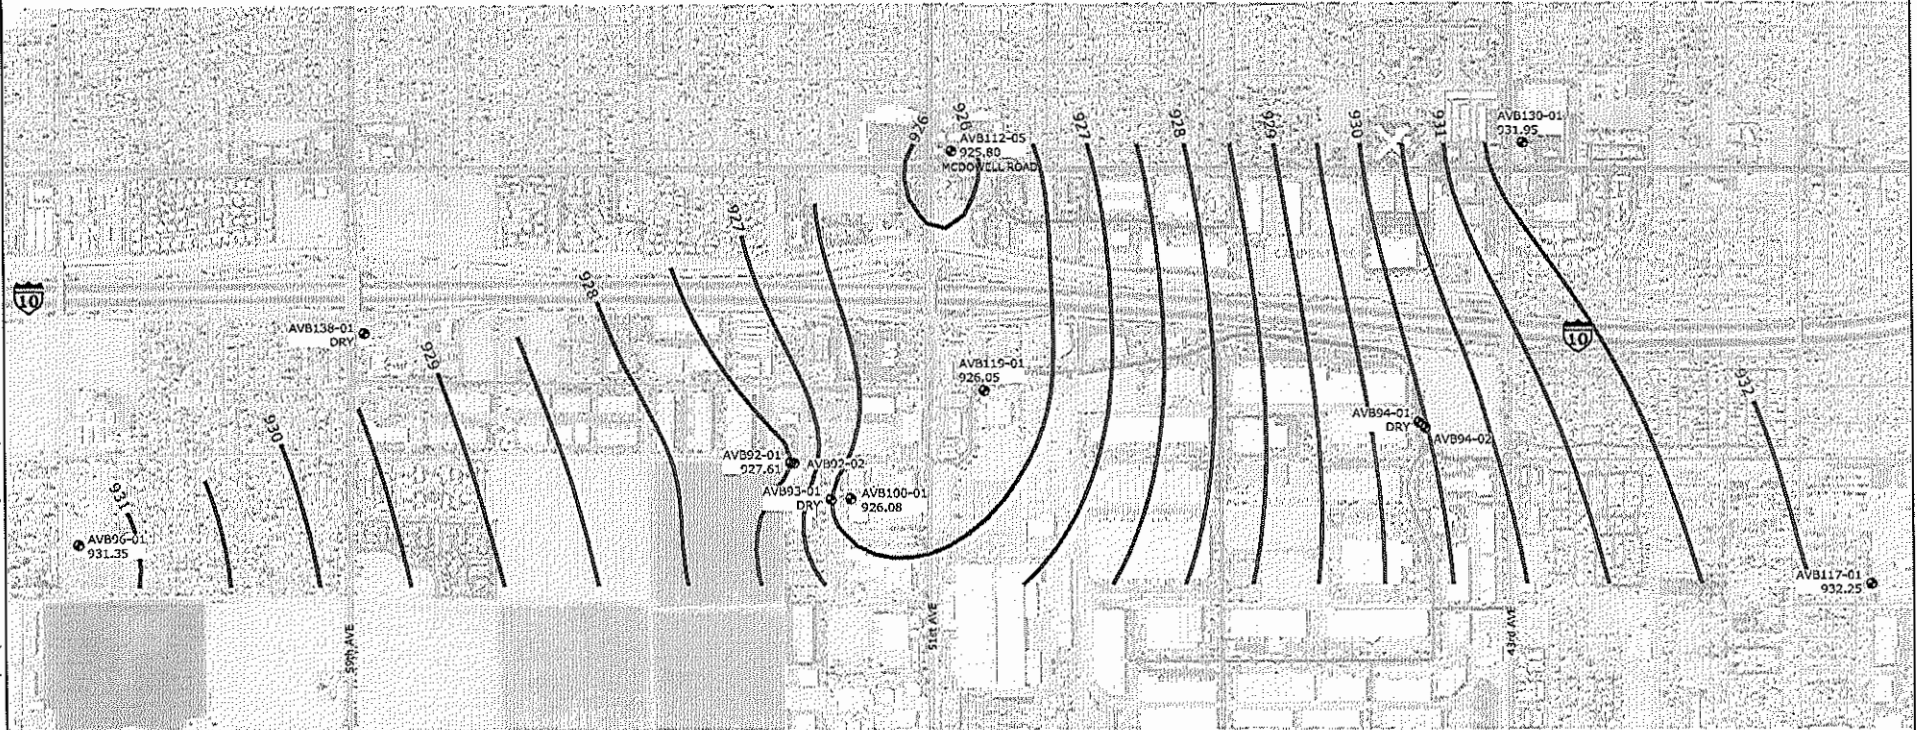 926
926
927
928
929
930
931
AVB130-01
931.95
AVB112-05
925.80
MCDOWELL ROAD
927
928
10
AVB138-01
DRY
10
929
AVB119-01
926.05
932
930
AVB94-01
DRY
AVB94-02
AVB92-01
927.61
AVB92-02
931
AVB93-01
DRY
AVB100-01
926.08
AVB96-01
931.35
AVB117-01
932.25
59th AVE
51st AVE
43rd AVE